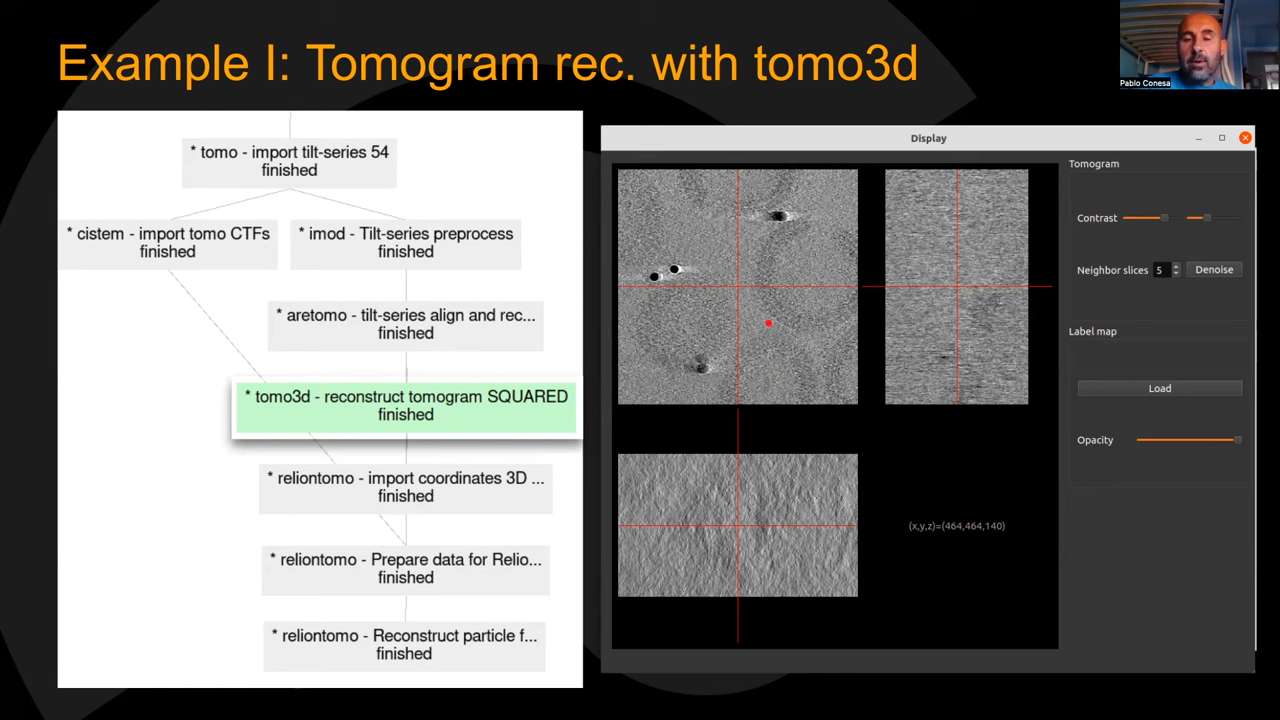 Example I: Tomogram rec. with tomo3d
Pablo Conesa
* tomo - import tilt-series 54
finished
* cistem - import tomo CTFs
finished
* imod - Tilt-series preprocess
finished
* aretomo - tilt-series align and rec...
finished
* tomo3d - reconstruct tomogram SQUARED
finished
* reliontomo - import coordinates 3D ...
finished
* reliontomo - Prepare data for Relio...
finished
* reliontomo - Reconstruct particle f...
finished
Display
Tomogram
Contrast
Neighbor slices 5 Denoise
Label map
Load
Opacity
(x,y,z)=(464,464,140)